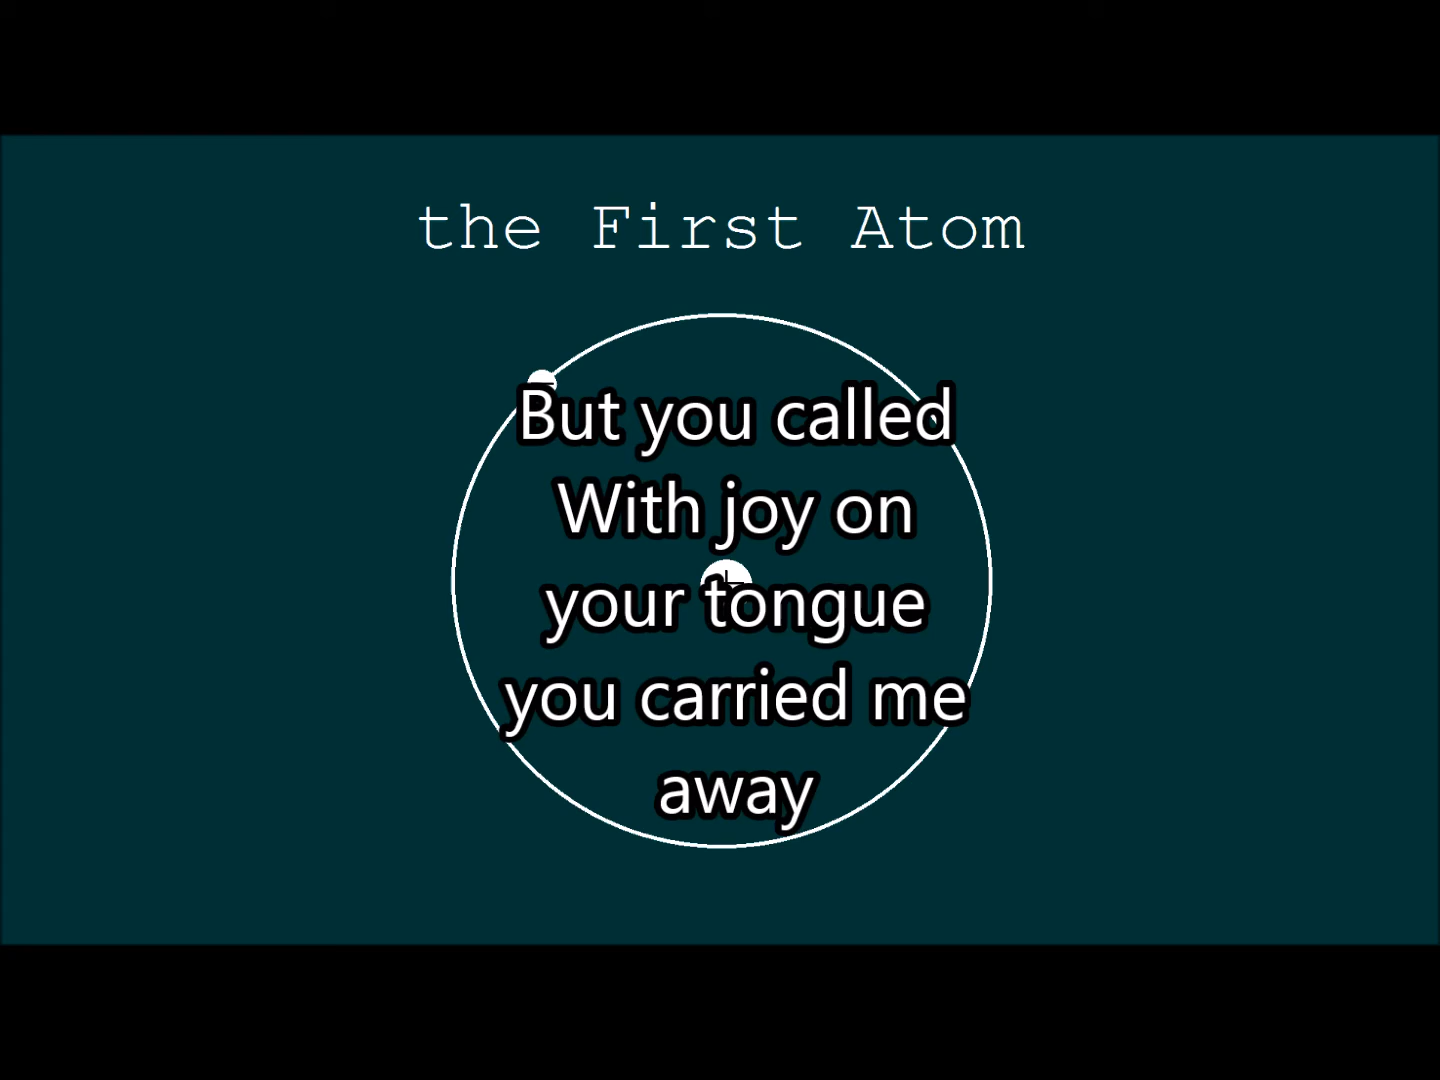 the First Atom
But you called
With joy on
your tongue
you carried me
away